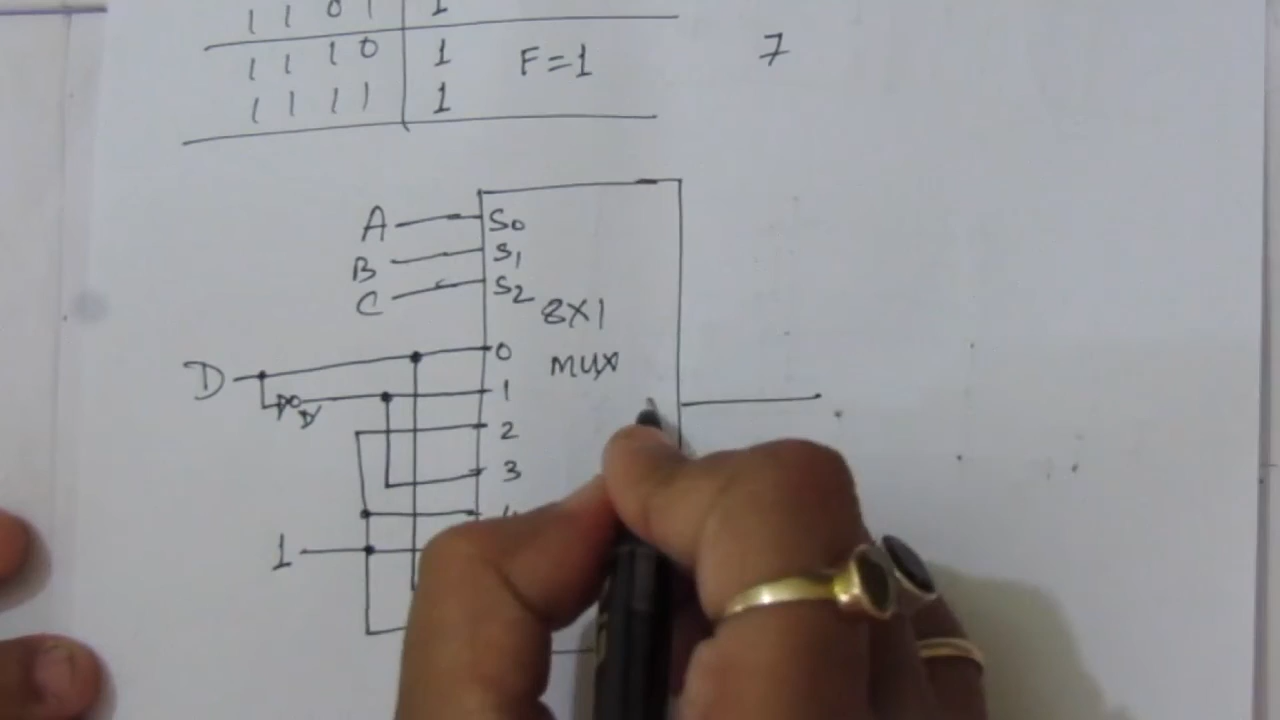 1 1 0 1 1
1 1 1 0 1 F=1 7
1 1 1 1 1
A S0
B S1
C S2
8X1
MUX
D 0
D' 1
2
3
1